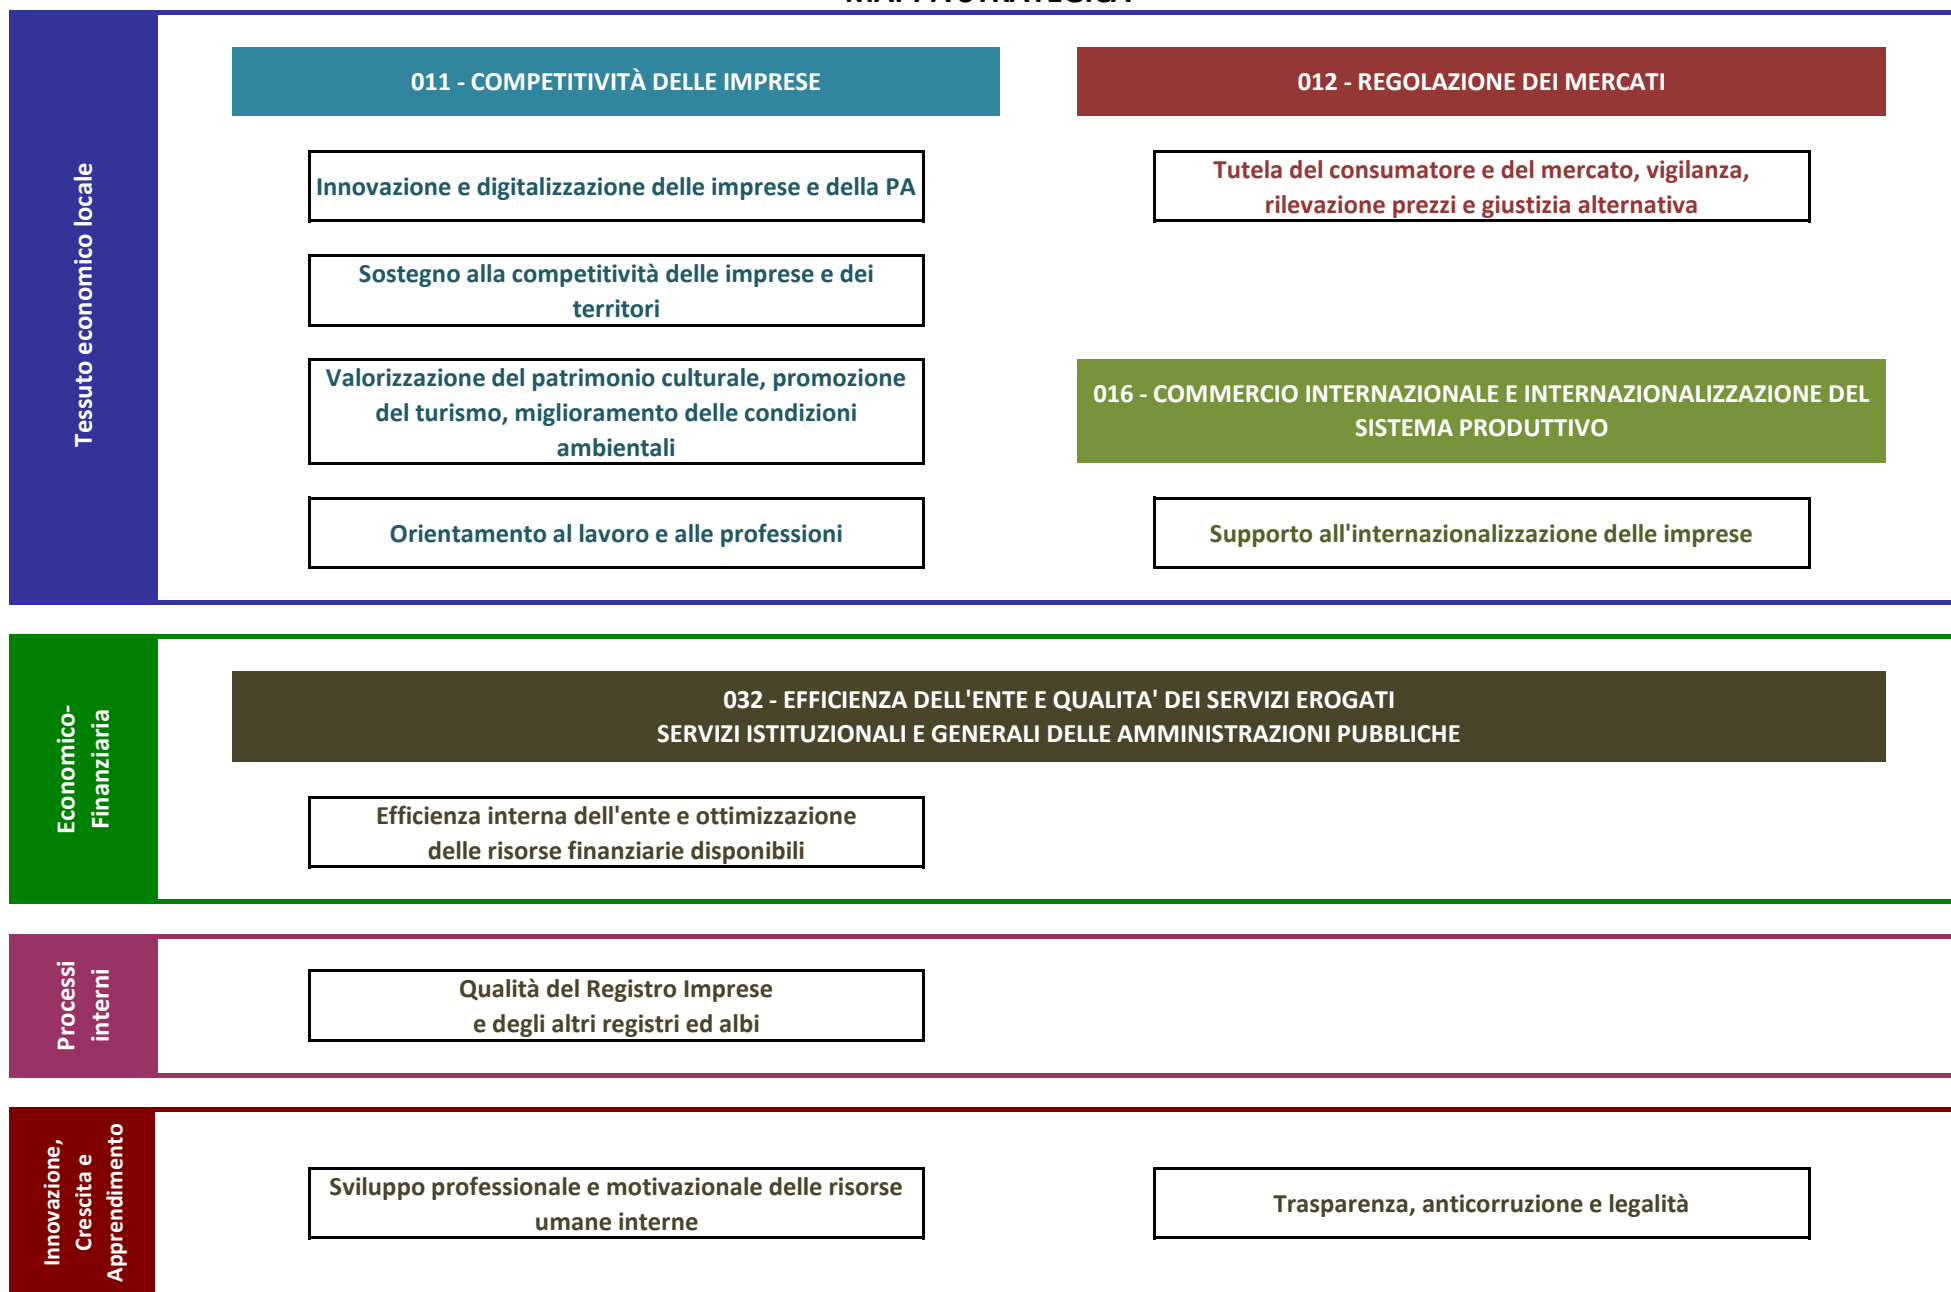 MAPPA STRATEGICA
Tessuto economico locale
011 - COMPETITIVITÀ DELLE IMPRESE
Innovazione e digitalizzazione delle imprese e della PA
Sostegno alla competitività delle imprese e dei
territori
Valorizzazione del patrimonio culturale, promozione
del turismo, miglioramento delle condizioni
ambientali
Orientamento al lavoro e alle professioni
012 - REGOLAZIONE DEI MERCATI
Tutela del consumatore e del mercato, vigilanza,
rilevazione prezzi e giustizia alternativa
016 - COMMERCIO INTERNAZIONALE E INTERNAZIONALIZZAZIONE DEL
SISTEMA PRODUTTIVO
Supporto all'internazionalizzazione delle imprese
Economico-
Finanziaria
032 - EFFICIENZA DELL'ENTE E QUALITA' DEI SERVIZI EROGATI
SERVIZI ISTITUZIONALI E GENERALI DELLE AMMINISTRAZIONI PUBBLICHE
Efficienza interna dell'ente e ottimizzazione
delle risorse finanziarie disponibili
Processi
interni
Qualità del Registro Imprese
e degli altri registri ed albi
Innovazione,
Crescita e
Apprendimento
Sviluppo professionale e motivazionale delle risorse
umane interne
Trasparenza, anticorruzione e legalità